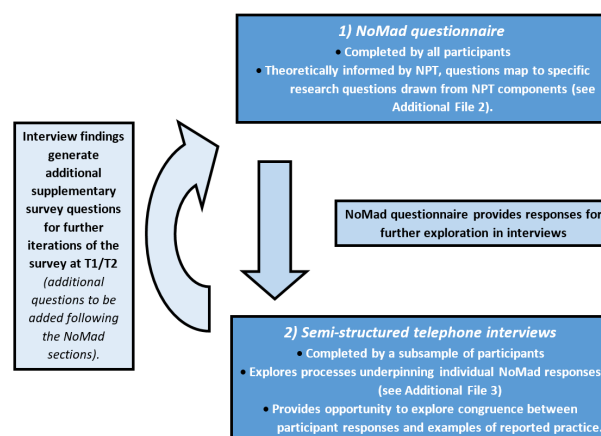 1) NoMad questionnaire
• Completed by all participants
• Theoretically informed by NPT, questions map to specific
research questions drawn from NPT components (see
Additional File 2).
Interview findings
generate
additional
supplementary
survey questions
for further
iterations of the
survey at T1/T2
(additional
questions to be
added following
the NoMad
sections).
NoMad questionnaire provides responses for
further exploration in interviews
2) Semi-structured telephone interviews
• Completed by a subsample of participants
• Explores processes underpinning individual NoMad responses
(see Additional File 3)
• Provides opportunity to explore congruence between
participant responses and examples of reported practice.